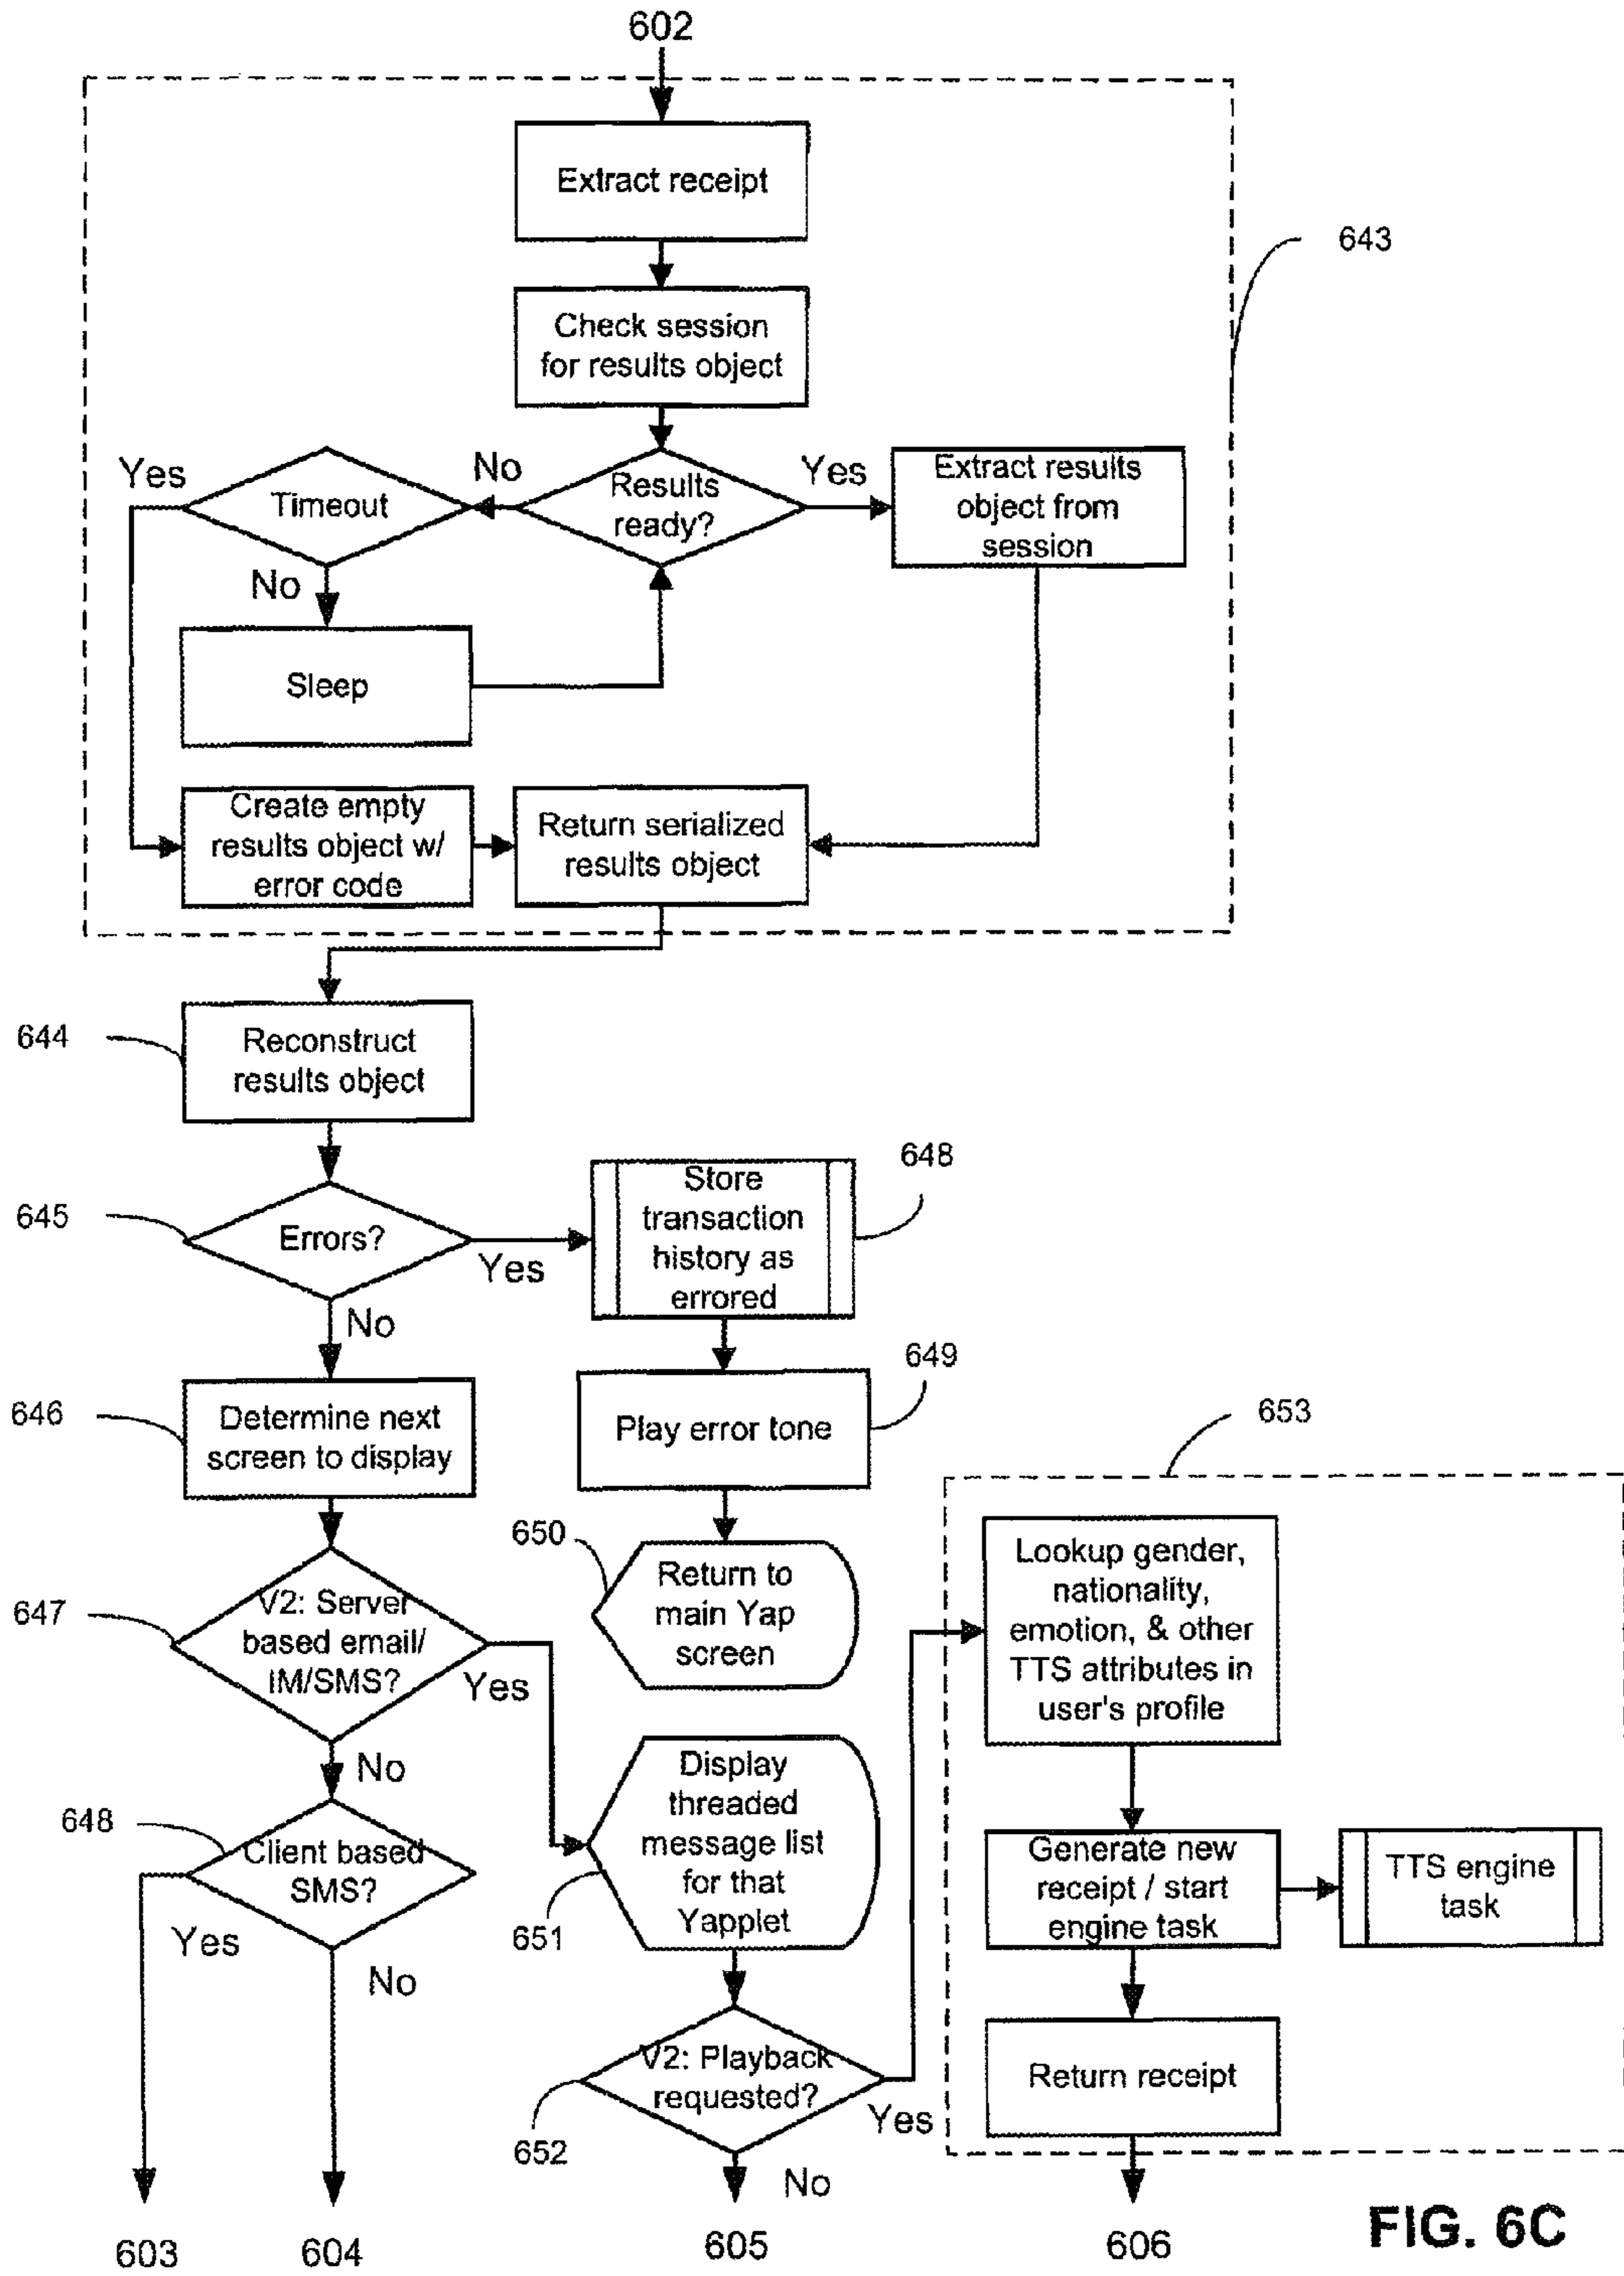 602
Extract receipt
643
Check session
for results object
Yes
Timeout
No
Results
ready?
Yes
Extract results
object from
session
No
Sleep
Create empty
results object w/
error code
Return serialized
results object
644
Reconstruct
results object
645
Errors?
Yes
Store
transaction
history as
errored
648
No
646
Determine next
screen to display
Play error tone
649
653
650
Return to
main Yap
screen
Lookup gender,
nationality,
emotion, & other
TTS attributes in
user's profile
647
V2: Server
based email/
IM/SMS?
Yes
No
Display
threaded
message list
for that
Yapplet
651
648
Client based
SMS?
Yes
No
Generate new
receipt / start
engine task
TTS engine
task
V2: Playback
requested?
652
Yes
No
Return receipt
603
604
605
606
FIG. 6C